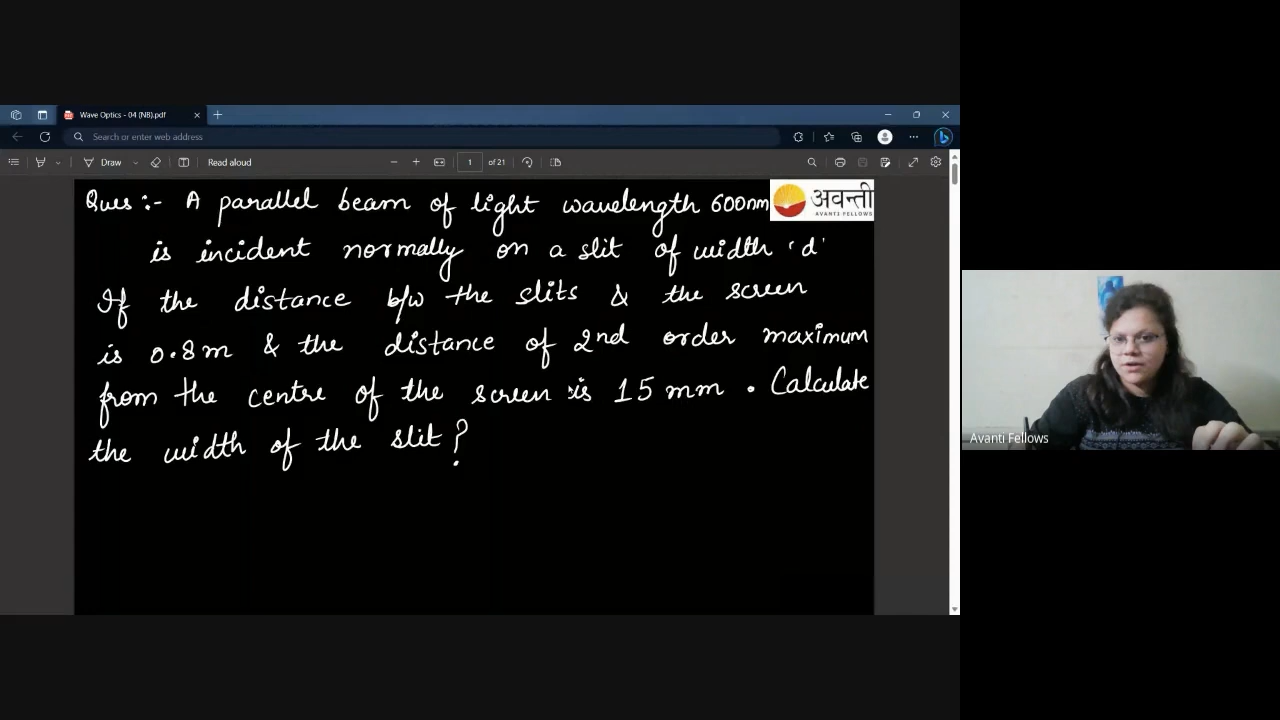 Wave Optics - 04 (NB).pdf
Search or enter web address
Draw
Read aloud
1 of 21
Ques :- A parallel beam of light wavelength 600nm
अवन्ती
AVANTI FELLOWS
is incident normally on a slit of width 'd'
If the distance b/w the slits & the screen
is 0.8m & the distance of 2nd order maximum
from the centre of the screen is 15 mm . Calculate
the width of the slit ?
Avanti Fellows